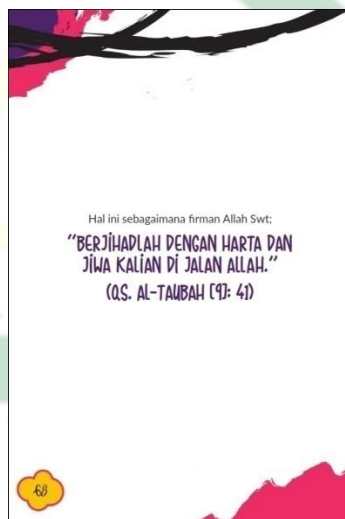 Hal ini sebagaimana firman Allah Swt;
“BERJIHADLAH DENGAN HARTA DAN
JIWA KALIAN DI JALAN ALLAH.”
(QS. AL-TAUBAH [9]: 41)
68